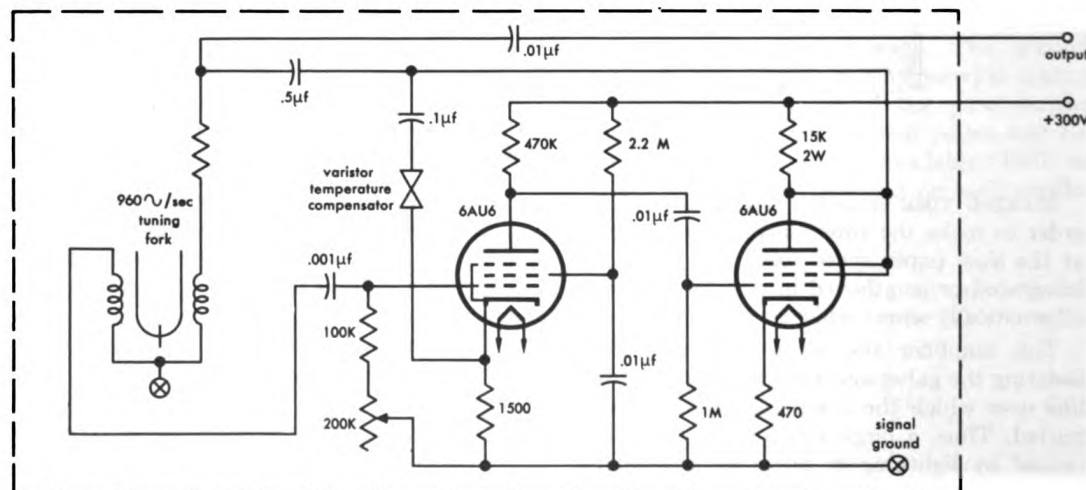 .01µf
output
.5µf
+300V
.1µf
470K
2.2 M
15K
2W
varistor
temperature
compensator
960∿/sec
tuning
fork
6AU6
.01µf
6AU6
.001µf
100K
.01µf
200K
1500
1M
470
signal
ground